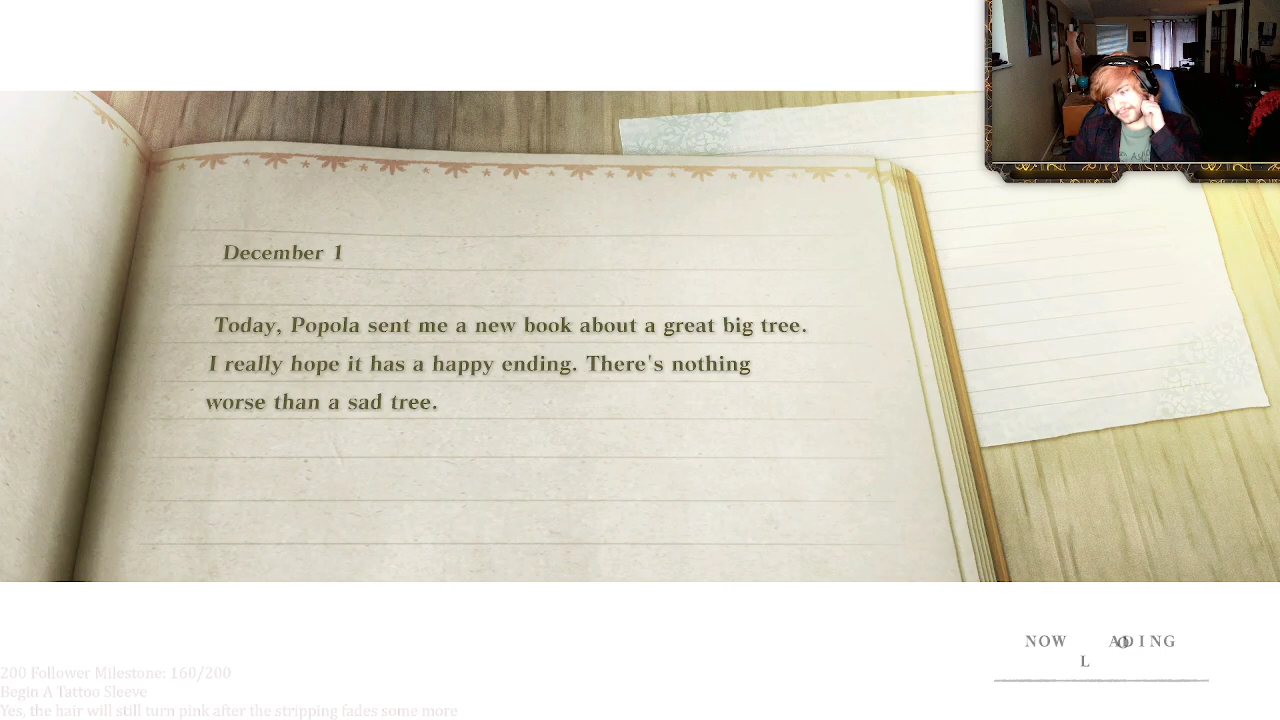 December 1
Today, Popola sent me a new book about a great big tree.
I really hope it has a happy ending. There's nothing
worse than a sad tree.
NOW LOADING
200 Follower Milestone: 160/200
Begin A Tattoo Sleeve
Yes, the hair will still turn pink after the stripping fades some more